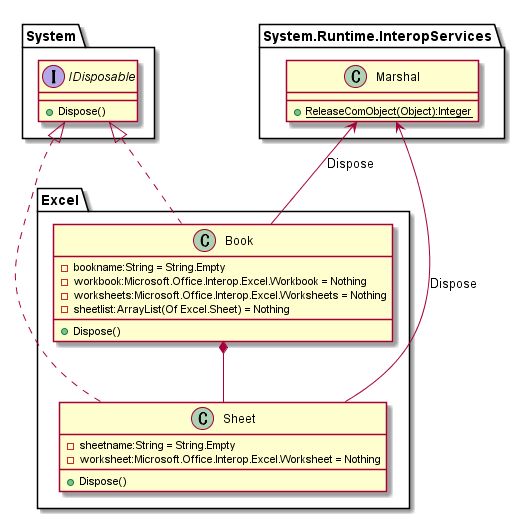 System
System.Runtime.InteropServices
I IDisposable
C Marshal
Dispose()
ReleaseComObject(Object):Integer
Dispose
Excel
C Book
bookname:String = String.Empty
workbook:Microsoft.Office.Interop.Excel.Workbook = Nothing
worksheets:Microsoft.Office.Interop.Excel.Worksheets = Nothing
sheetlist:ArrayList(Of Excel.Sheet) = Nothing
Dispose()
Dispose
C Sheet
sheetname:String = String.Empty
worksheet:Microsoft.Office.Interop.Excel.Worksheet = Nothing
Dispose()